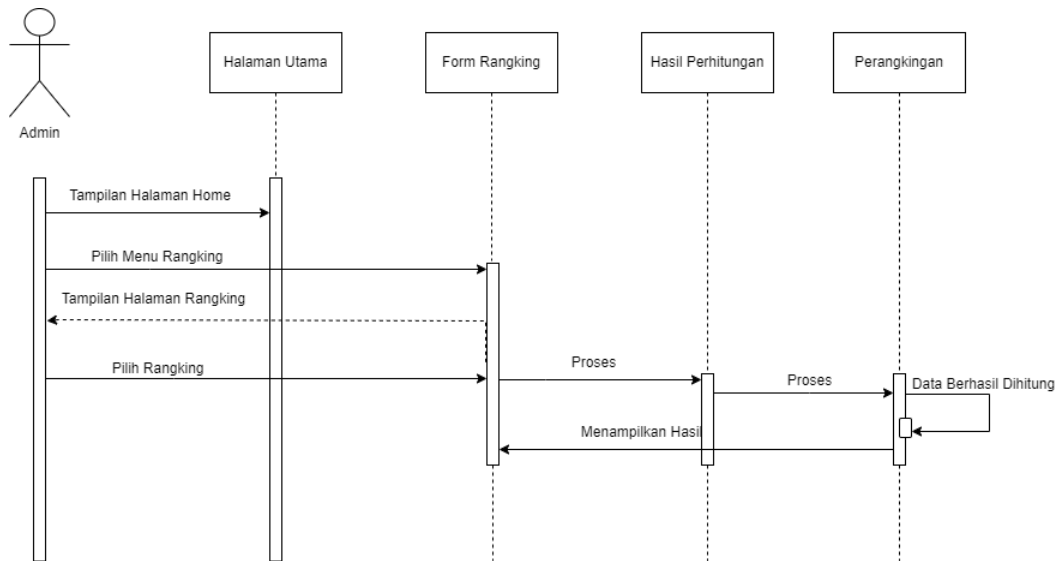 Halaman Utama
Form Rangking
Hasil Perhitungan
Perangkingan
Admin
Tampilan Halaman Home
Pilih Menu Rangking
Tampilan Halaman Rangking
Pilih Rangking
Proses
Proses
Data Berhasil Dihitung
Menampilkan Hasil